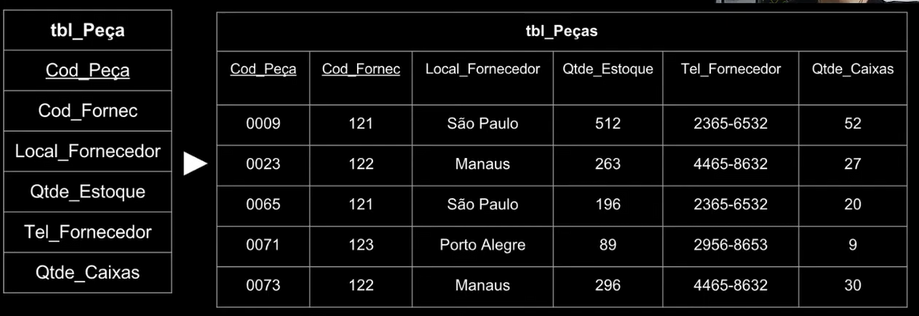 tbl_Peça
Cod_Peça
Cod_Fornec
Local_Fornecedor
Qtde_Estoque
Tel_Fornecedor
Qtde_Caixas
tbl_Peças
Cod_Peça Cod_Fornec Local_Fornecedor Qtde_Estoque Tel_Fornecedor Qtde_Caixas
0009 121 São Paulo 512 2365-6532 52
0023 122 Manaus 263 4465-8632 27
0065 121 São Paulo 196 2365-6532 20
0071 123 Porto Alegre 89 2956-8653 9
0073 122 Manaus 296 4465-8632 30